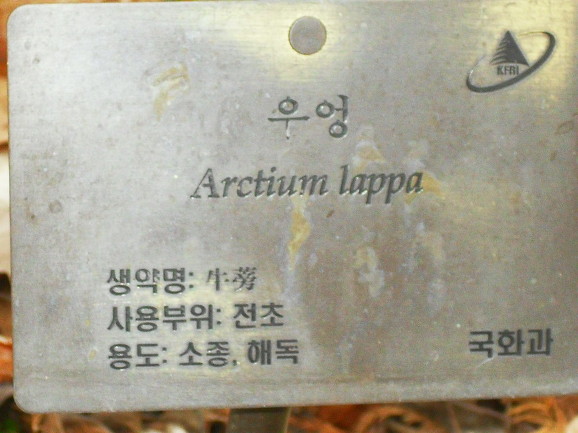 KFRI
우엉
Arctium lappa
생약명: 牛蒡
사용부위: 전초
용도: 소종, 해독
국화과